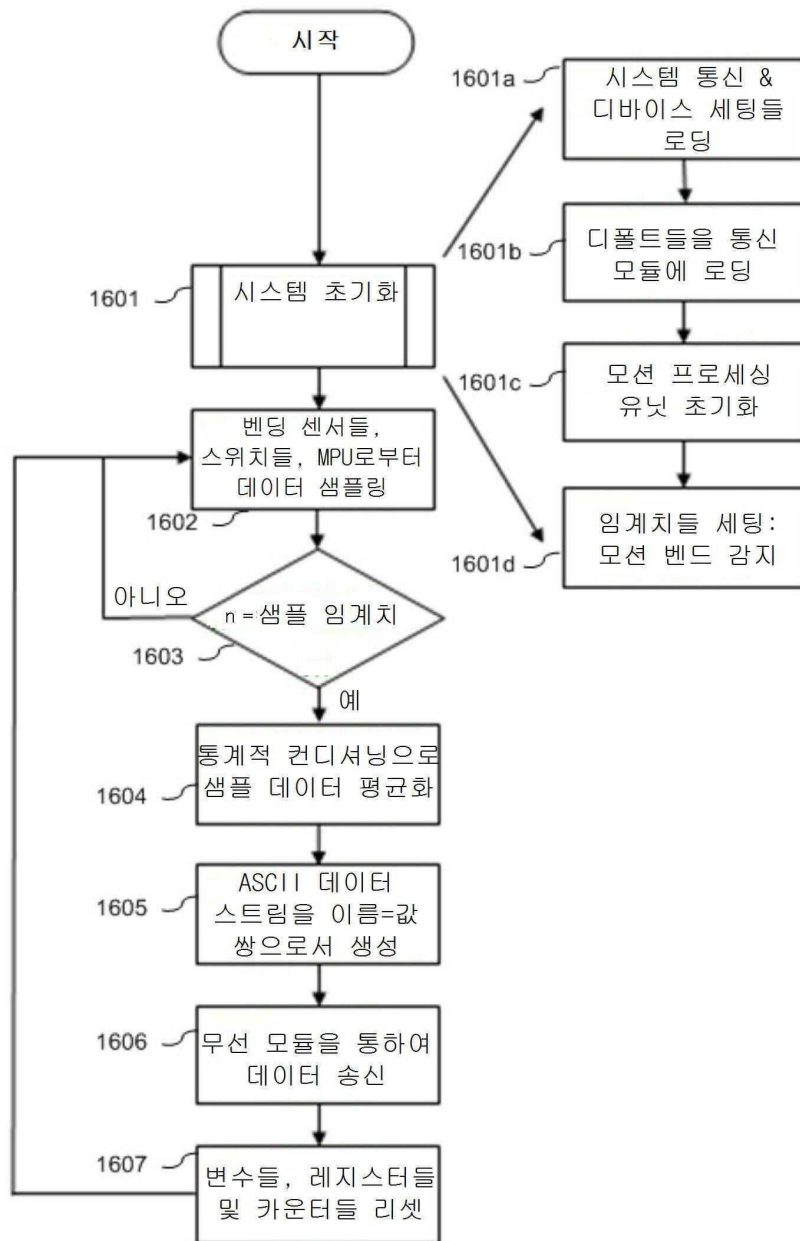 시작
1601
시스템 초기화
1601a
시스템 통신 &
디바이스 세팅들
로딩
1601b
디폴트들을 통신
모듈에 로딩
1601c
모션 프로세싱
유닛 초기화
1601d
임계치들 세팅:
모션 벤드 감지
벤딩 센서들,
스위치들, MPU로부터
데이터 샘플링
1602
아니오
n=샘플 임계치
1603
예
통계적 컨디셔닝으로
샘플 데이터 평균화
1604
ASCII 데이터
스트림을 이름=값
쌍으로서 생성
1605
무선 모듈을 통하여
데이터 송신
1606
1607
변수들, 레지스터들
및 카운터들 리셋